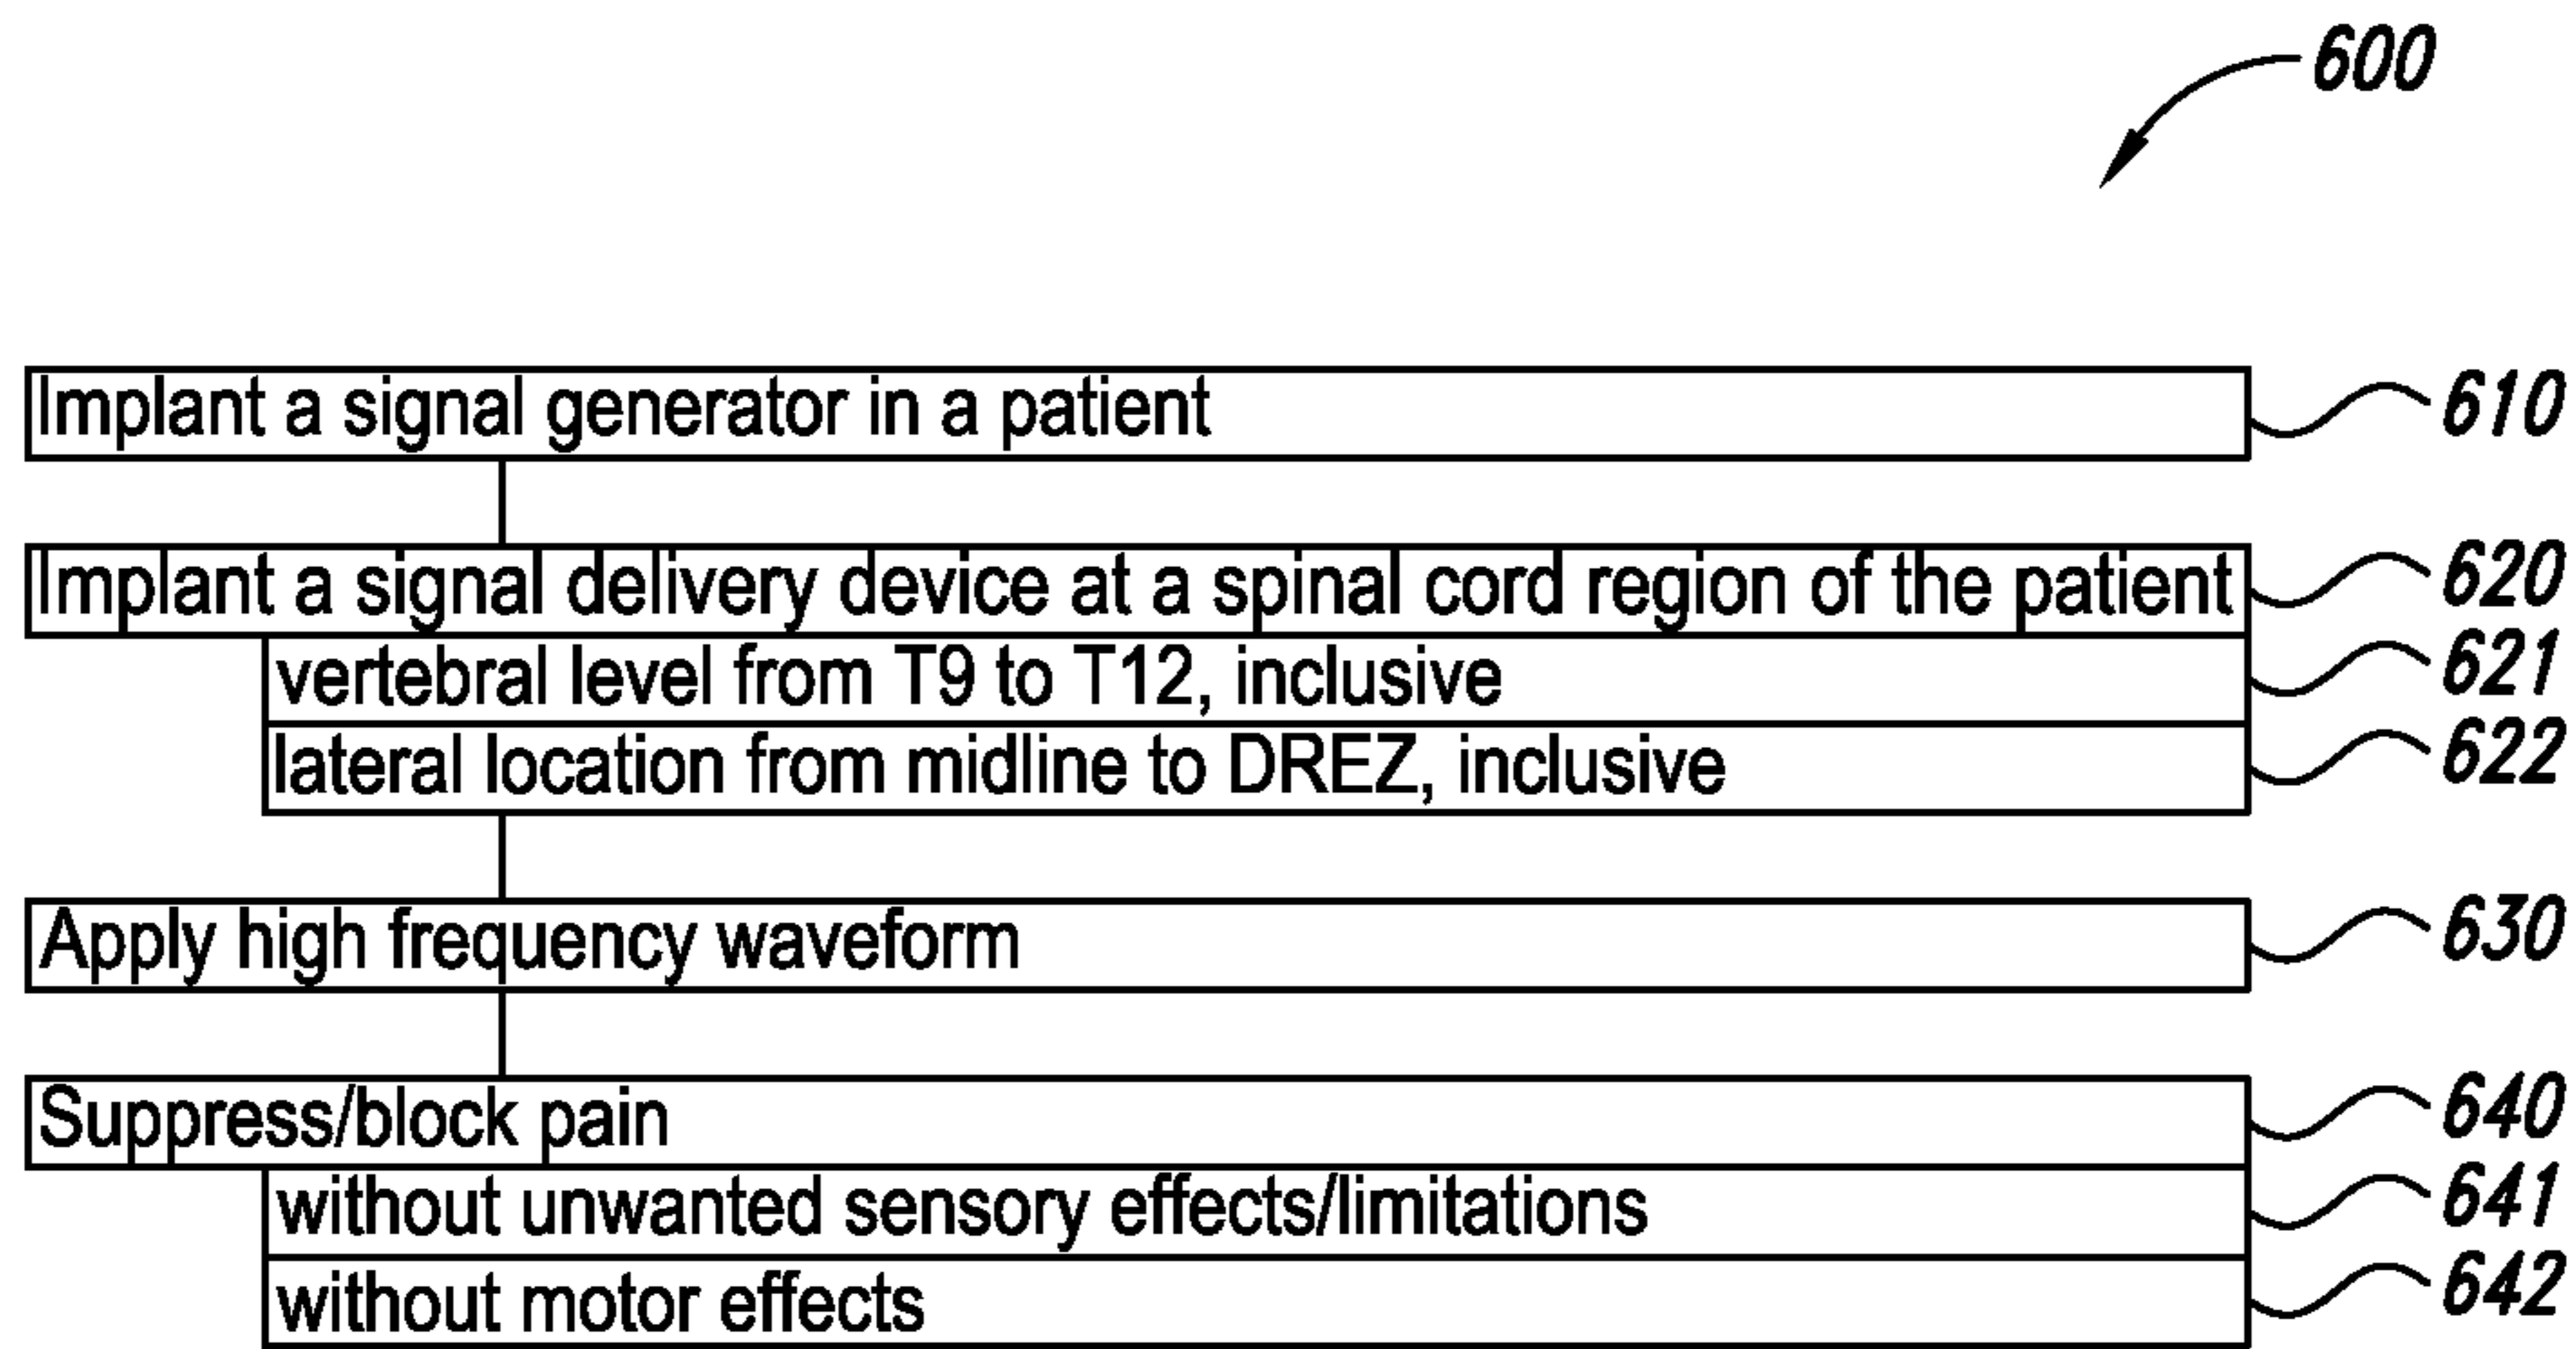 600
Implant a signal generator in a patient 610
Implant a signal delivery device at a spinal cord region of the patient 620
vertebral level from T9 to T12, inclusive 621
lateral location from midline to DREZ, inclusive 622
Apply high frequency waveform 630
Suppress/block pain 640
without unwanted sensory effects/limitations 641
without motor effects 642